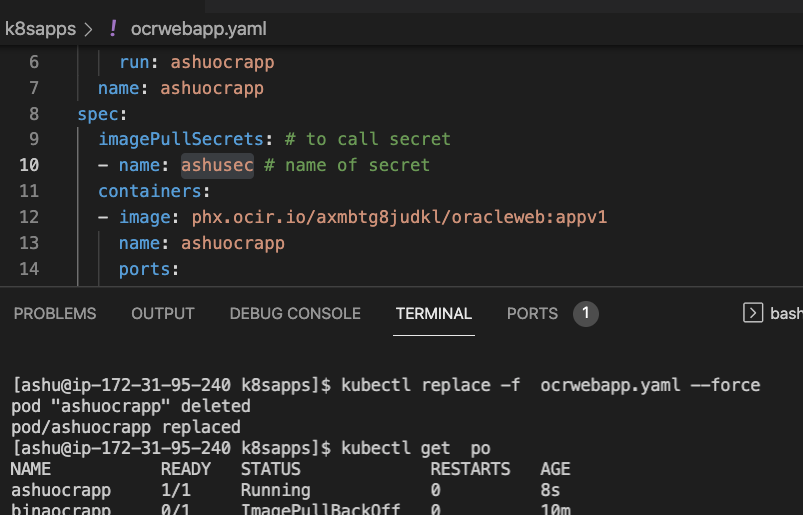 k8sapps > ! ocrwebapp.yaml
6 run: ashuocrapp
7 name: ashuocrapp
8 spec:
9 imagePullSecrets: # to call secret
10 - name: ashusec # name of secret
11 containers:
12 - image: phx.ocir.io/axmbtg8judkl/oracleweb:appv1
13 name: ashuocrapp
14 ports:
PROBLEMS OUTPUT DEBUG CONSOLE TERMINAL PORTS 1 bash
[ashu@ip-172-31-95-240 k8sapps]$ kubectl replace -f  ocrwebapp.yaml --force
pod "ashuocrapp" deleted
pod/ashuocrapp replaced
[ashu@ip-172-31-95-240 k8sapps]$ kubectl get  po
NAME READY STATUS RESTARTS AGE
ashuocrapp 1/1 Running 0 8s
binaocrapp 0/1 ImagePullBackOff 0 10m